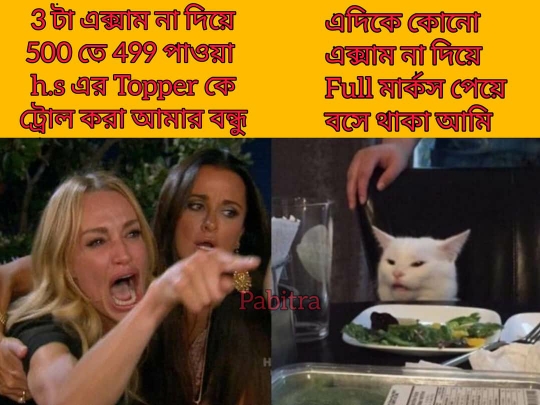 3 টা এক্সাম না দিয়ে
500 তে 499 পাওয়া
h.s এর Topper কে
ট্রোল করা আমার বন্ধু
এদিকে কোনো
এক্সাম না দিয়ে
Full মার্কস পেয়ে
বসে থাকা আমি
Pabitra